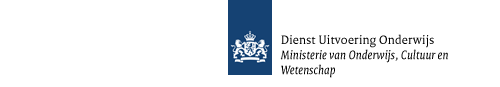 Dienst Uitvoering Onderwijs
Ministerie van Onderwijs, Cultuur en
Wetenschap